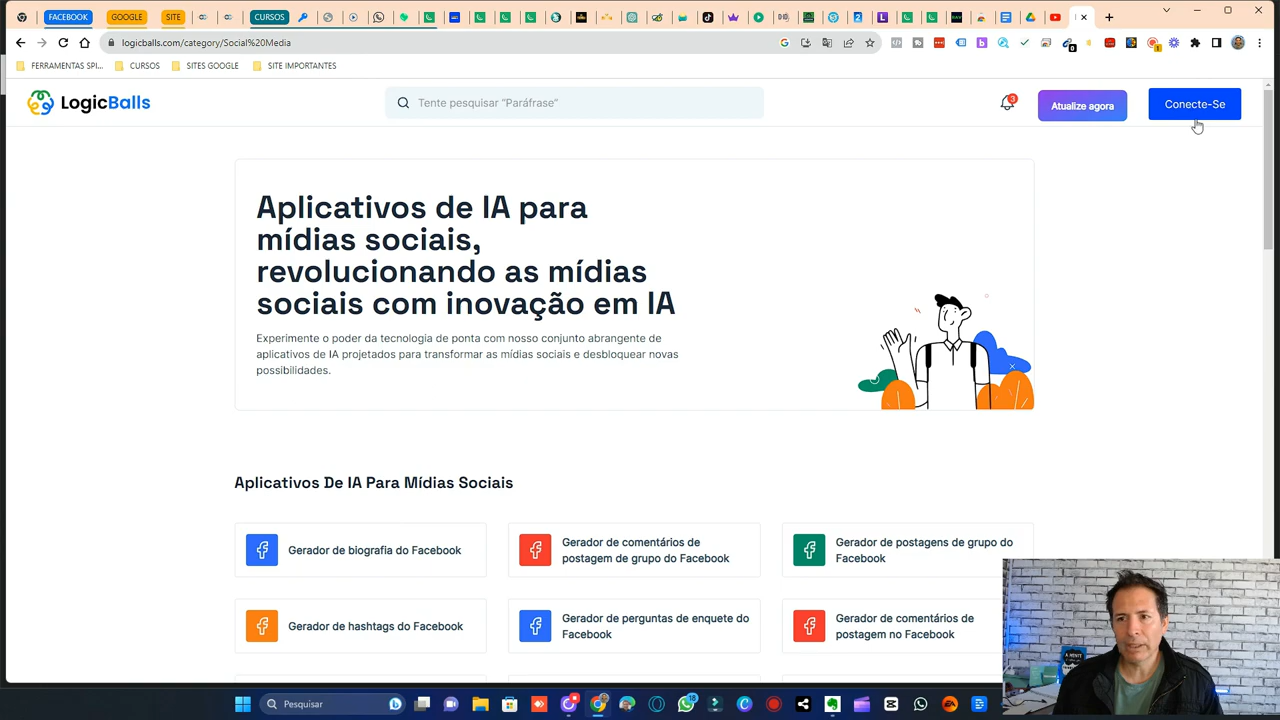 FACEBOOK
GOOGLE
SITE
CURSOS
logicballs.com/category/Social%20Media
FERRAMENTAS SPI...
CURSOS
SITES GOOGLE
SITE IMPORTANTES
LogicBalls
Tente pesquisar "Paráfrase"
3
Atualize agora
Conecte-Se
Aplicativos de IA para
mídias sociais,
revolucionando as mídias
sociais com inovação em IA
Experimente o poder da tecnologia de ponta com nosso conjunto abrangente de
aplicativos de IA projetados para transformar as mídias sociais e desbloquear novas
possibilidades.
Aplicativos De IA Para Mídias Sociais
Gerador de biografia do Facebook
Gerador de comentários de
postagem de grupo do Facebook
Gerador de postagens de grupo do
Facebook
Gerador de hashtags do Facebook
Gerador de perguntas de enquete do
Facebook
Gerador de comentários de
postagem no Facebook
A MENTE
Pesquisar
18